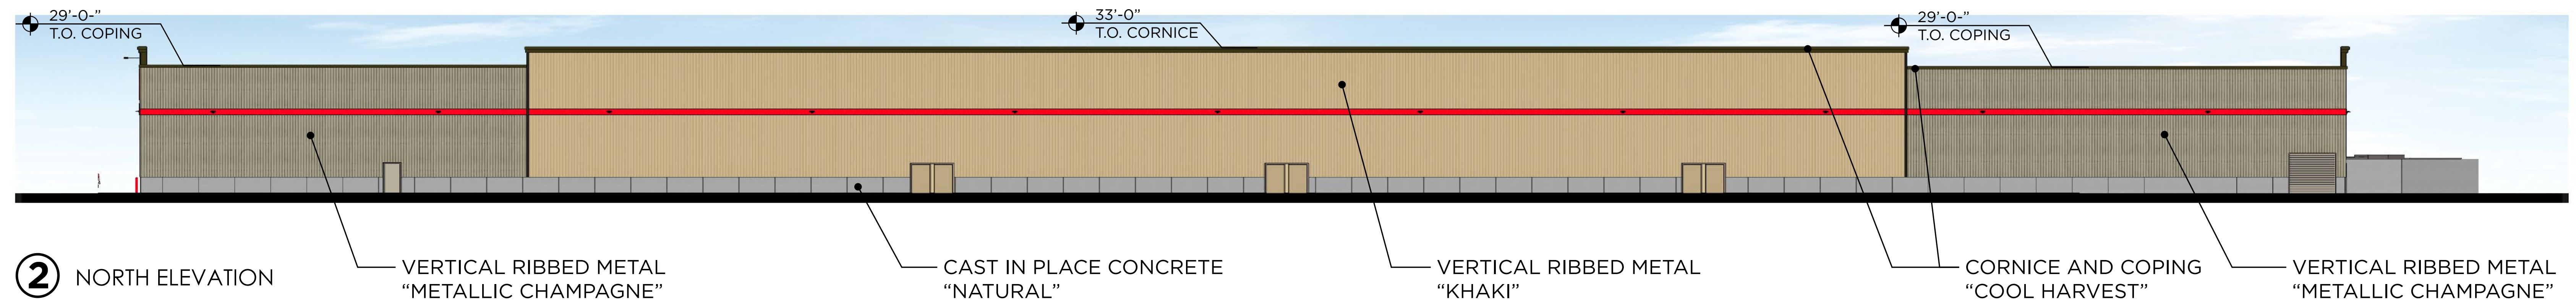 29'-0-"
T.O. COPING
33'-0"
T.O. CORNICE
29'-0-"
T.O. COPING
2 NORTH ELEVATION
VERTICAL RIBBED METAL
“METALLIC CHAMPAGNE”
CAST IN PLACE CONCRETE
“NATURAL”
VERTICAL RIBBED METAL
“KHAKI”
CORNICE AND COPING
“COOL HARVEST”
VERTICAL RIBBED METAL
“METALLIC CHAMPAGNE”